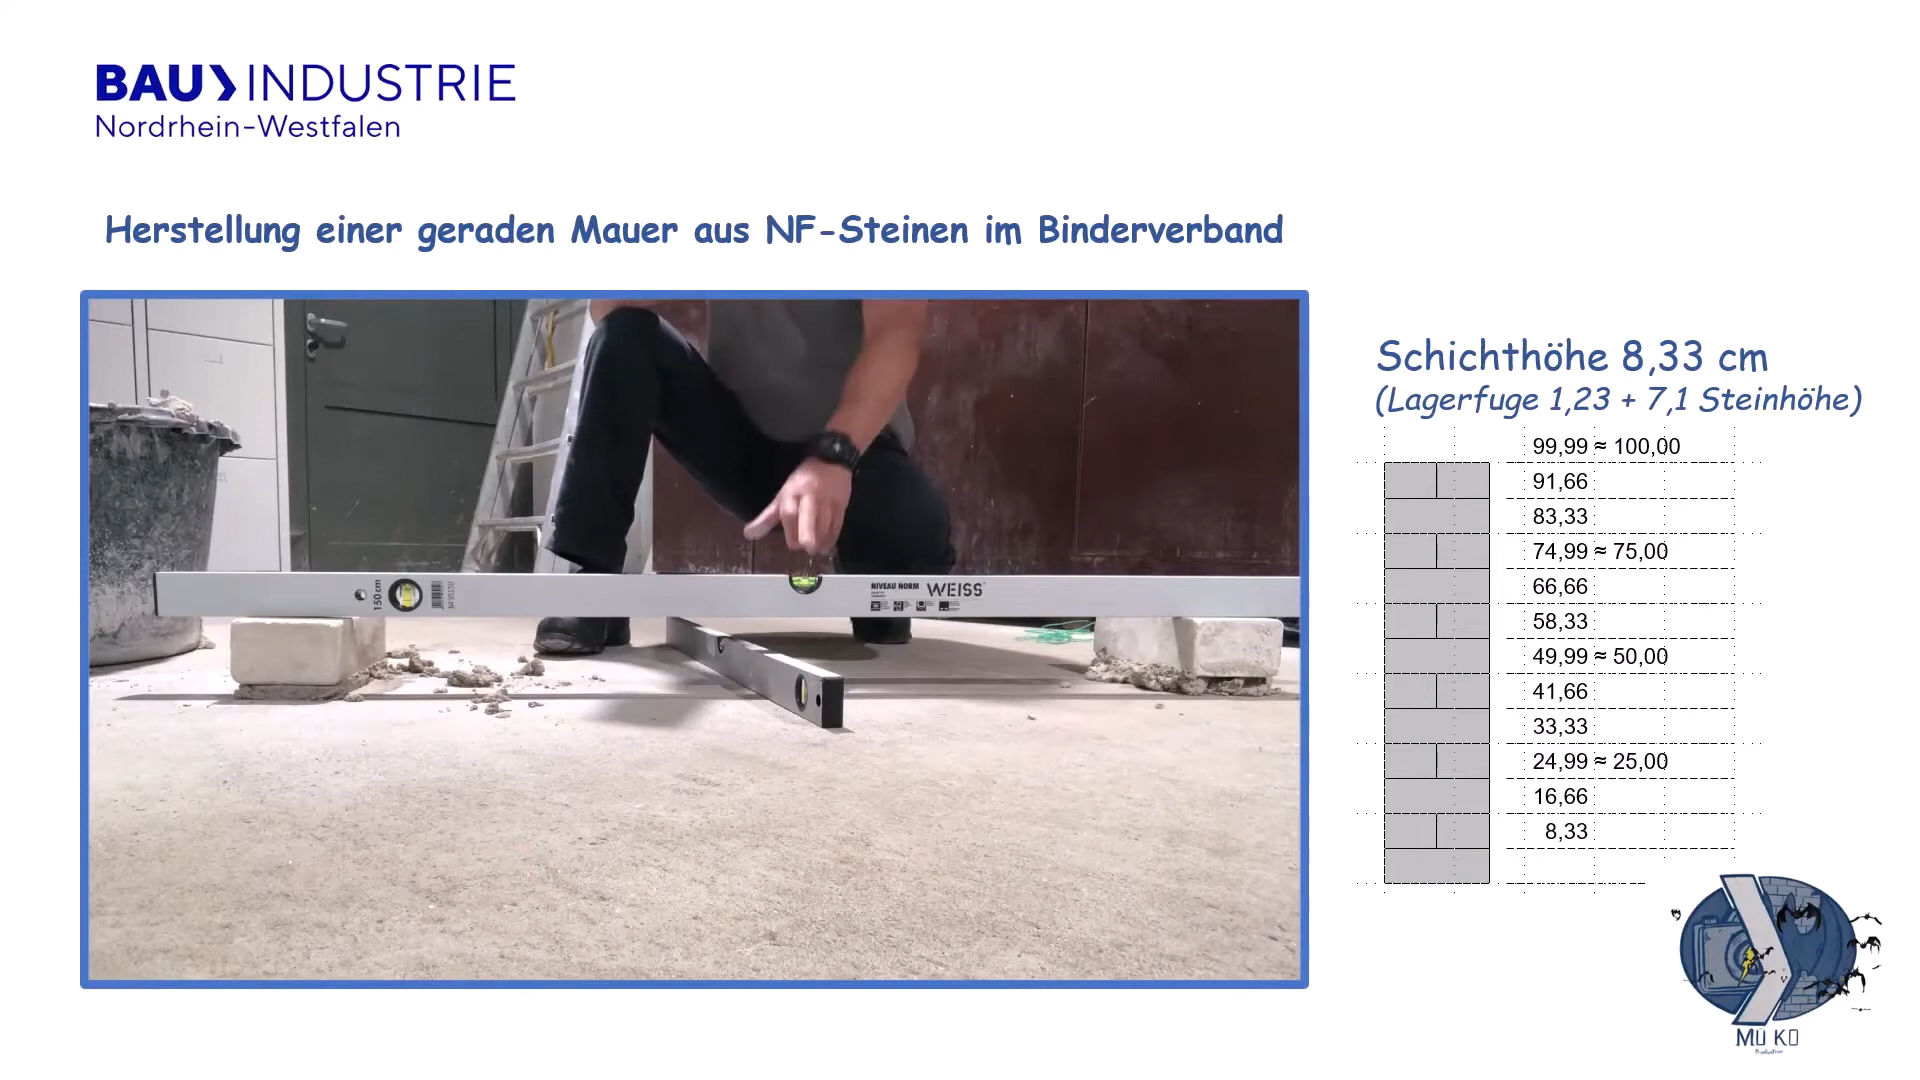 BAU INDUSTRIE
Nordrhein-Westfalen
Herstellung einer geraden Mauer aus NF-Steinen im Binderverband
150 cm
NIVEAU NORM
WEISS
Schichthöhe 8,33 cm
(Lagerfuge 1,23 + 7,1 Steinhöhe)
99,99 ≈ 100,00
91,66
83,33
74,99 ≈ 75,00
66,66
58,33
49,99 ≈ 50,00
41,66
33,33
24,99 ≈ 25,00
16,66
8,33
MÜ KO
Production